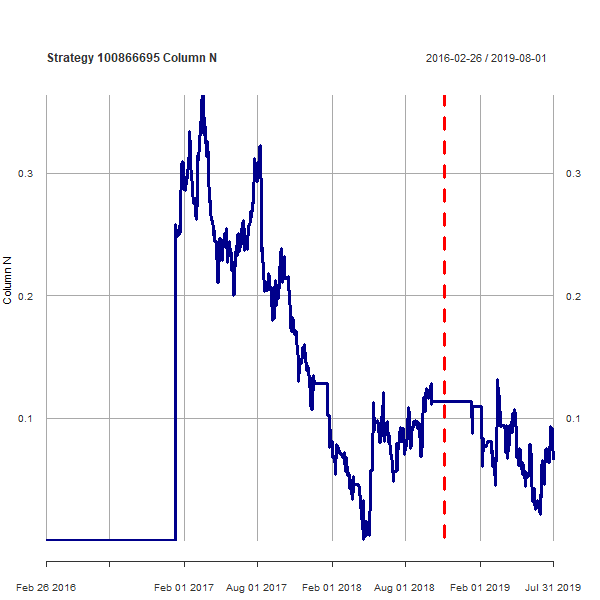 Strategy 100866695 Column N
2016-02-26 / 2019-08-01
0.3
0.3
0.2
0.2
0.1
0.1
Column N
Feb 26 2016
Feb 01 2017
Aug 01 2017
Feb 01 2018
Aug 01 2018
Feb 01 2019
Jul 31 2019